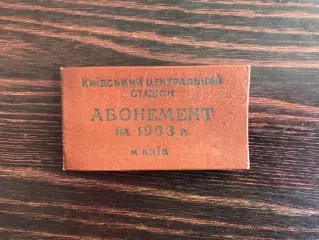 КИЇВСЬКИЙ ЦЕНТРАЛЬНИЙ
СТАДІОН
АБОНЕМЕНТ
НА 1963 р.
м. КИЇВ